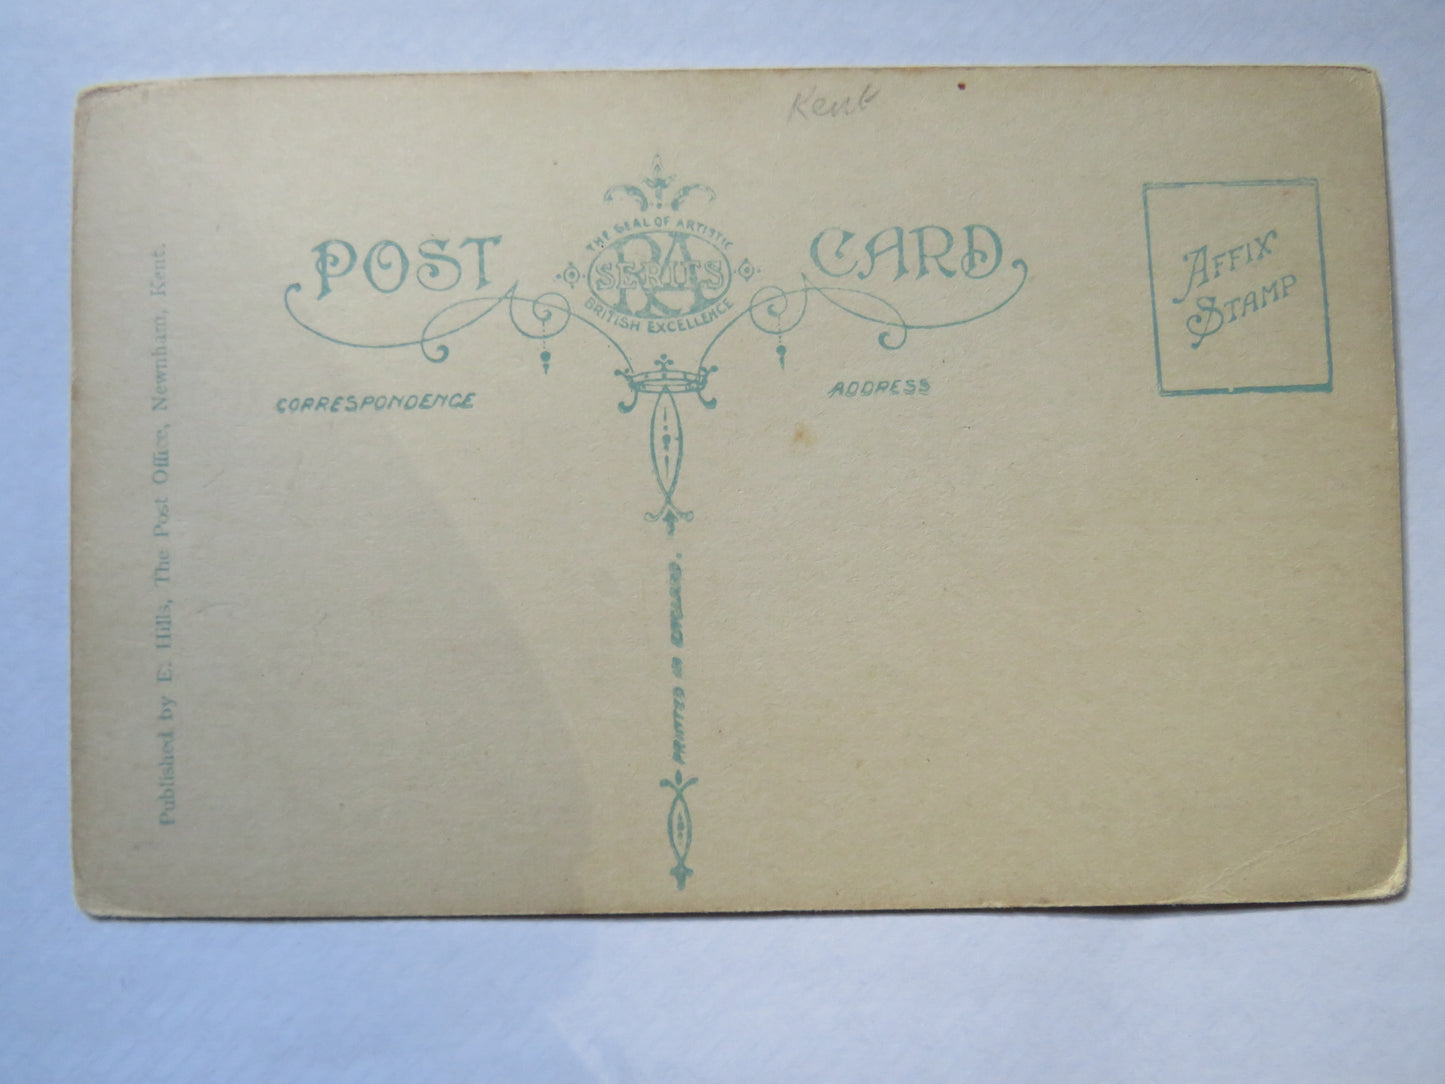 Kent
POST CARD
THE SEAL OF ARTISTIC
RA
SERIES
BRITISH EXCELLENCE
AFFIX
STAMP
CORRESPONDENCE
ADDRESS
PRINTED IN ENGLAND.
Published by E. Hills, The Post Office, Newnham, Kent.